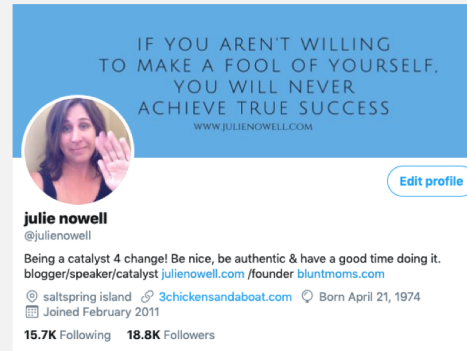 IF YOU AREN'T WILLING
TO MAKE A FOOL OF YOURSELF,
YOU WILL NEVER
ACHIEVE TRUE SUCCESS
WWW.JULIENOWELL.COM
Edit profile
julie nowell
@julienowell
Being a catalyst 4 change! Be nice, be authentic & have a good time doing it.
blogger/speaker/catalyst julienowell.com /founder bluntmoms.com
saltspring island 3chickensandaboat.com Born April 21, 1974
Joined February 2011
15.7K Following 18.8K Followers